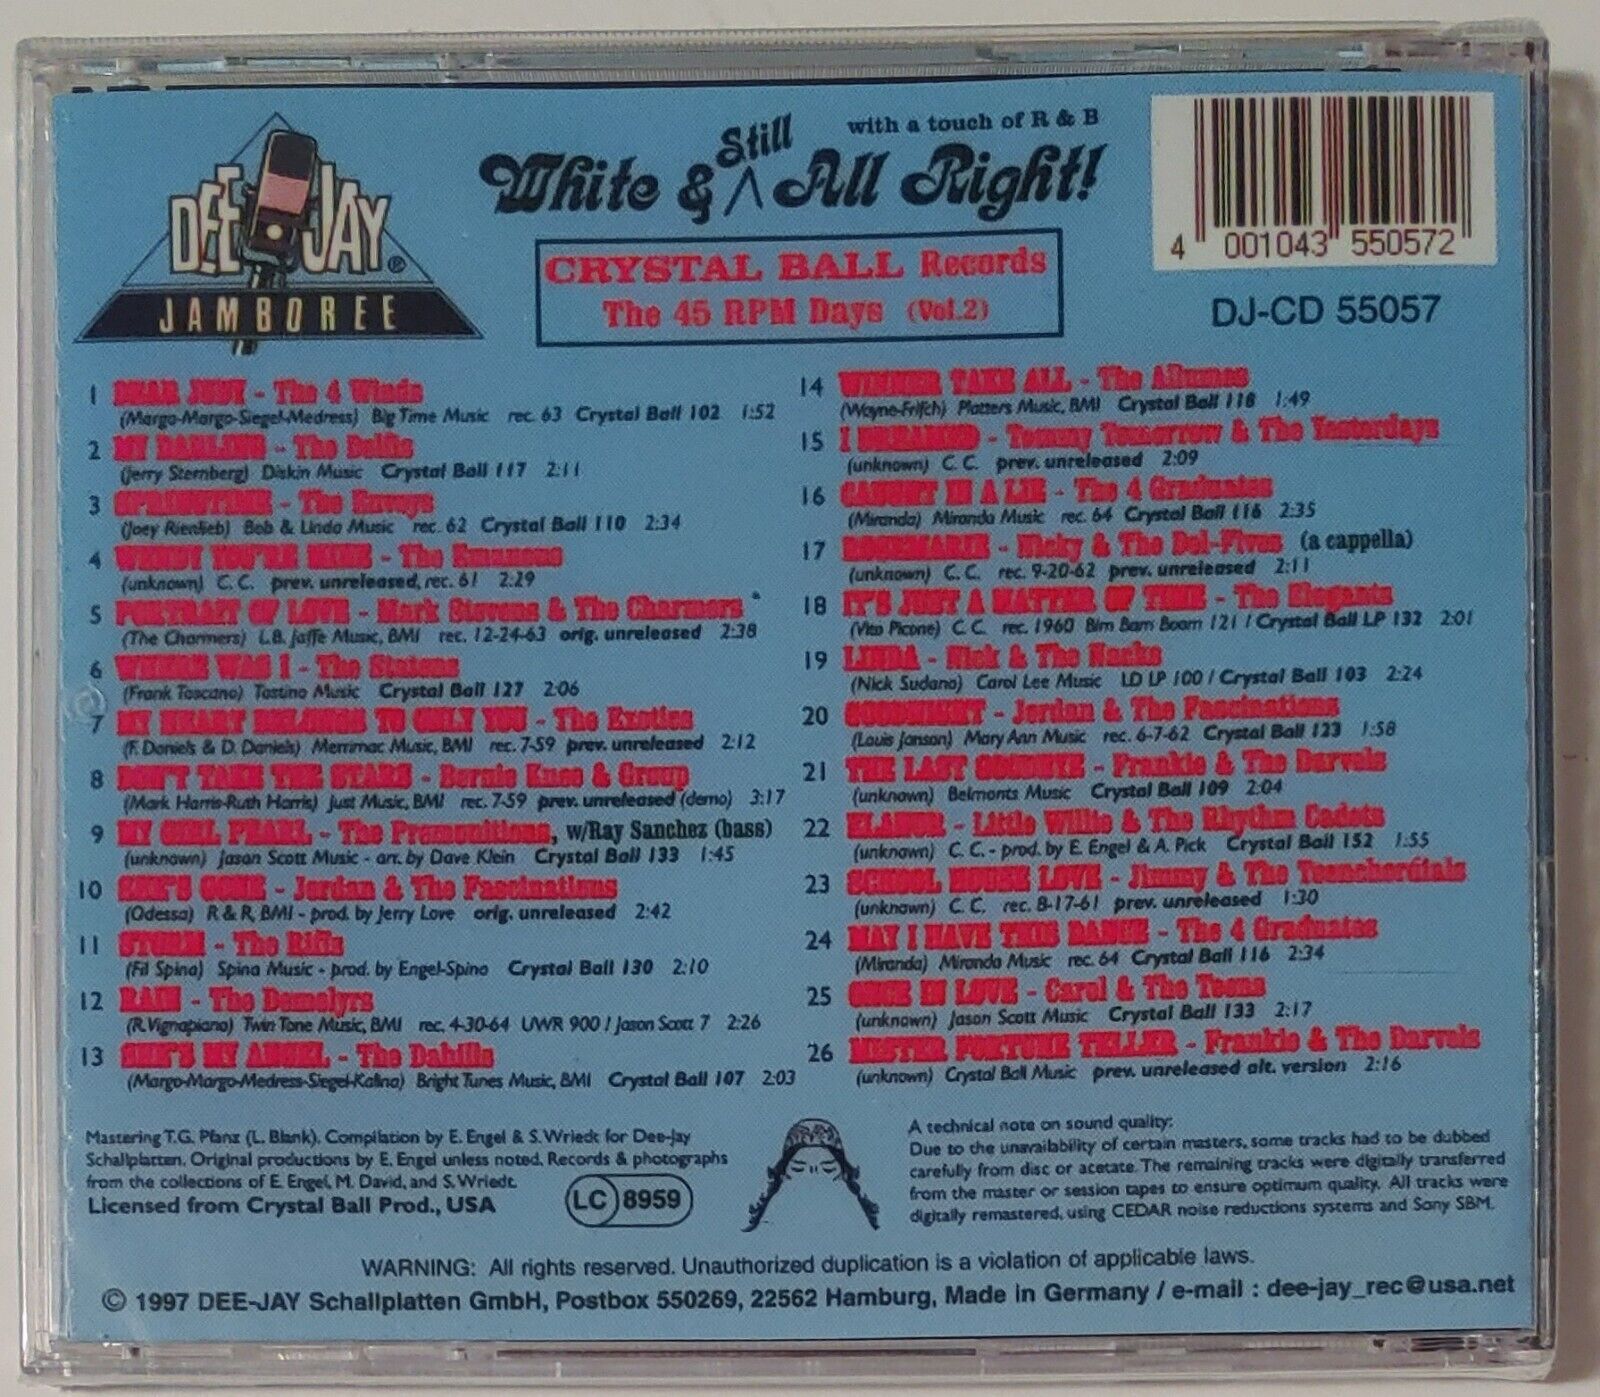 DEE JAY ®
JAMBOREE
with a touch of R & B
Still
White & ⋀ All Right!
CRYSTAL BALL Records
The 45 RPM Days (Vol.2)
4 001043 550572
DJ-CD 55057
1 DEAR JUDY - The 4 Winds
(Margo-Margo-Siegel-Medress) Big Time Music rec. 63 Crystal Ball 102 1:52
2 MY DARLING - The Delfis
(Jerry Sternberg) Diskin Music Crystal Ball 117 2:11
3 SPRINGTIME - The Envoys
(Joey Rienlieb) Bob & Linda Music rec. 62 Crystal Ball 110 2:34
4 WENDY YOU'RE MINE - The Emanons
(unknown) C. C. prev. unreleased, rec. 61 2:29
5 PORTRAIT OF LOVE - Mark Stevens & The Charmers
(The Charmers) L.B. Jaffe Music, BMI rec. 12-24-63 orig. unreleased 2:38
6 WHERE WAS I - The Statens
(Frank Toscano) Tostino Music Crystal Ball 127 2:06
7 MY HEART BELONGS TO ONLY YOU - The Exotics
(F. Daniels & D. Daniels) Merrimac Music, BMI rec. 7-59 prev. unreleased 2:12
8 DON'T TAKE THE STARS - Bernie Knee & Group
(Mark Harris-Ruth Harris) Just Music, BMI rec. 7-59 prev. unreleased (demo) 3:17
9 MY GIRL PEARL - The Premonitions, w/Ray Sanchez (bass)
(unknown) Jason Scott Music - arr. by Dave Klein Crystal Ball 133 1:45
10 SHE'S GONE - Jordan & The Fascinations
(Odessa) R & R, BMI - prod. by Jerry Love orig. unreleased 2:42
11 STORM - The Riffs
(Fil Spina) Spina Music - prod. by Engel-Spino Crystal Ball 130 2:10
12 RAIN - The Demolyrs
(R. Vignapiano) Twin Tone Music, BMI rec. 4-30-64 UWR 900 / Jason Scott 7 2:26
13 SHE'S MY ANGEL - The Dahills
(Margo-Margo-Medress-Siegel-Kalina) Bright Tunes Music, BMI Crystal Ball 107 2:03
14 WINNER TAKE ALL - The Allumes
(Wayne-Frifch) Platters Music, BMI Crystal Ball 118 1:49
15 I DREAMED - Tommy Tomorrow & The Yesterdays
(unknown) C. C. prev. unreleased 2:09
16 CAUGHT IN A LIE - The 4 Graduates
(Miranda) Miranda Music rec. 64 Crystal Ball 116 2:35
17 ROSEMARIE - Nicky & The Del-Fives (a cappella)
(unknown) C. C. rec. 9-20-62 prev. unreleased 2:11
18 IT'S JUST A MATTER OF TIME - The Elegants
(Vito Picone) C. C. rec. 1960 Bim Bam Boom 121 / Crystal Ball LP 132 2:01
19 LINDA - Nick & The Nacks
(Nick Sudano) Carol Lee Music LD LP 100 / Crystal Ball 103 2:24
20 GOODNIGHT - Jordan & The Fascinations
(Louis Janson) Mary Ann Music rec. 6-7-62 Crystal Ball 123 1:58
21 THE LAST GOODBYE - Frankie & The Darvels
(unknown) Belmonts Music Crystal Ball 109 2:04
22 ELANOR - Little Willie & The Rhythm Cadets
(unknown) C. C. - prod. by E. Engel & A. Pick Crystal Ball 152 1:55
23 SCHOOL HOUSE LOVE - Jimmy & The Teenchordials
(unknown) C. C. rec. 8-17-61 prev. unreleased 1:30
24 MAY I HAVE THIS DANCE - The 4 Graduates
(Miranda) Miranda Music rec. 64 Crystal Ball 116 2:34
25 ONCE IN LOVE - Carol & The Teens
(unknown) Jason Scott Music Crystal Ball 133 2:17
26 MISTER FORTUNE TELLER - Frankie & The Darvels
(unknown) Crystal Ball Music prev. unreleased alt. version 2:16
Mastering T.G. Pfanz (L. Blank), Compilation by E. Engel & S. Wriedt for Dee-Jay
Schallplatten, Original productions by E. Engel unless noted, Records & photographs
from the collections of E. Engel, M. David, and S. Wriedt.
Licensed from Crystal Ball Prod., USA
LC 8959
A technical note on sound quality:
Due to the unavailability of certain masters, some tracks had to be dubbed
carefully from disc or acetate. The remaining tracks were digitally transferred
from the master or session tapes to ensure optimum quality. All tracks were
digitally remastered, using CEDAR noise reductions systems and Sony SBM.
WARNING: All rights reserved. Unauthorized duplication is a violation of applicable laws.
© 1997 DEE-JAY Schallplatten GmbH, Postbox 550269, 22562 Hamburg, Made in Germany / e-mail : dee-jay_rec@usa.net